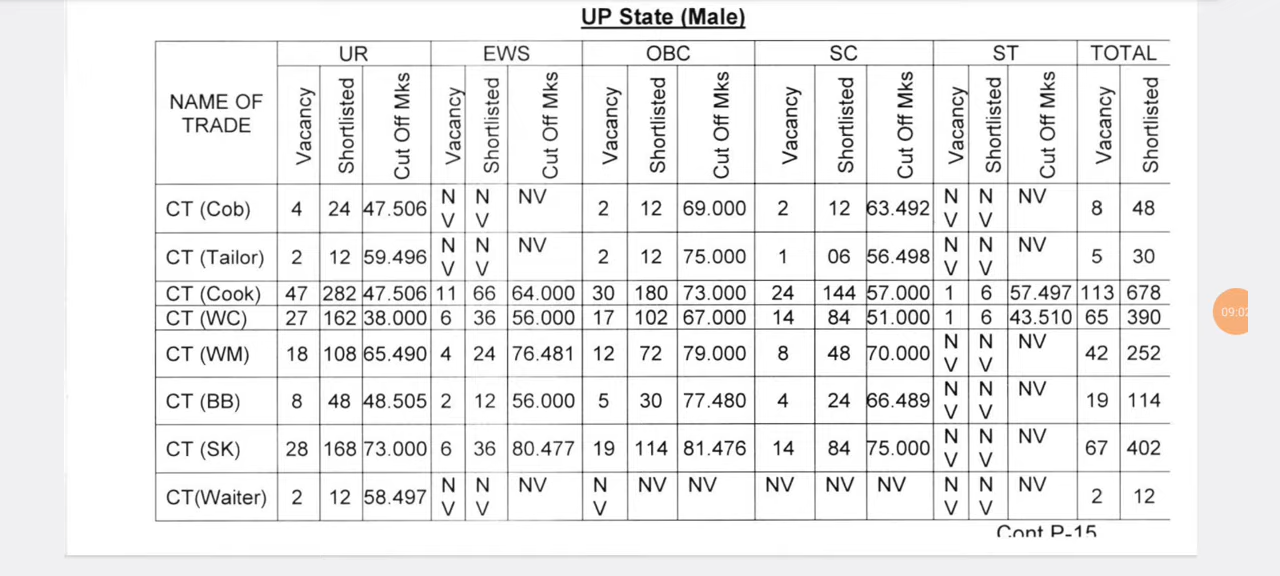 UP State (Male)
NAME OF TRADE UR EWS OBC SC ST TOTAL
Vacancy Shortlisted Cut Off Mks Vacancy Shortlisted Cut Off Mks Vacancy Shortlisted Cut Off Mks Vacancy Shortlisted Cut Off Mks Vacancy Shortlisted Cut Off Mks Vacancy Shortlisted
CT (Cob) 4 24 47.506 NV NV NV 2 12 69.000 2 12 63.492 NV NV NV 8 48
CT (Tailor) 2 12 59.496 NV NV NV 2 12 75.000 1 06 56.498 NV NV NV 5 30
CT (Cook) 47 282 47.506 11 66 64.000 30 180 73.000 24 144 57.000 1 6 57.497 113 678
CT (WC) 27 162 38.000 6 36 56.000 17 102 67.000 14 84 51.000 1 6 43.510 65 390
CT (WM) 18 108 65.490 4 24 76.481 12 72 79.000 8 48 70.000 NV NV NV 42 252
CT (BB) 8 48 48.505 2 12 56.000 5 30 77.480 4 24 66.489 NV NV NV 19 114
CT (SK) 28 168 73.000 6 36 80.477 19 114 81.476 14 84 75.000 NV NV NV 67 402
CT(Waiter) 2 12 58.497 NV NV NV NV NV NV NV NV NV NV NV NV 2 12
Cont P-15